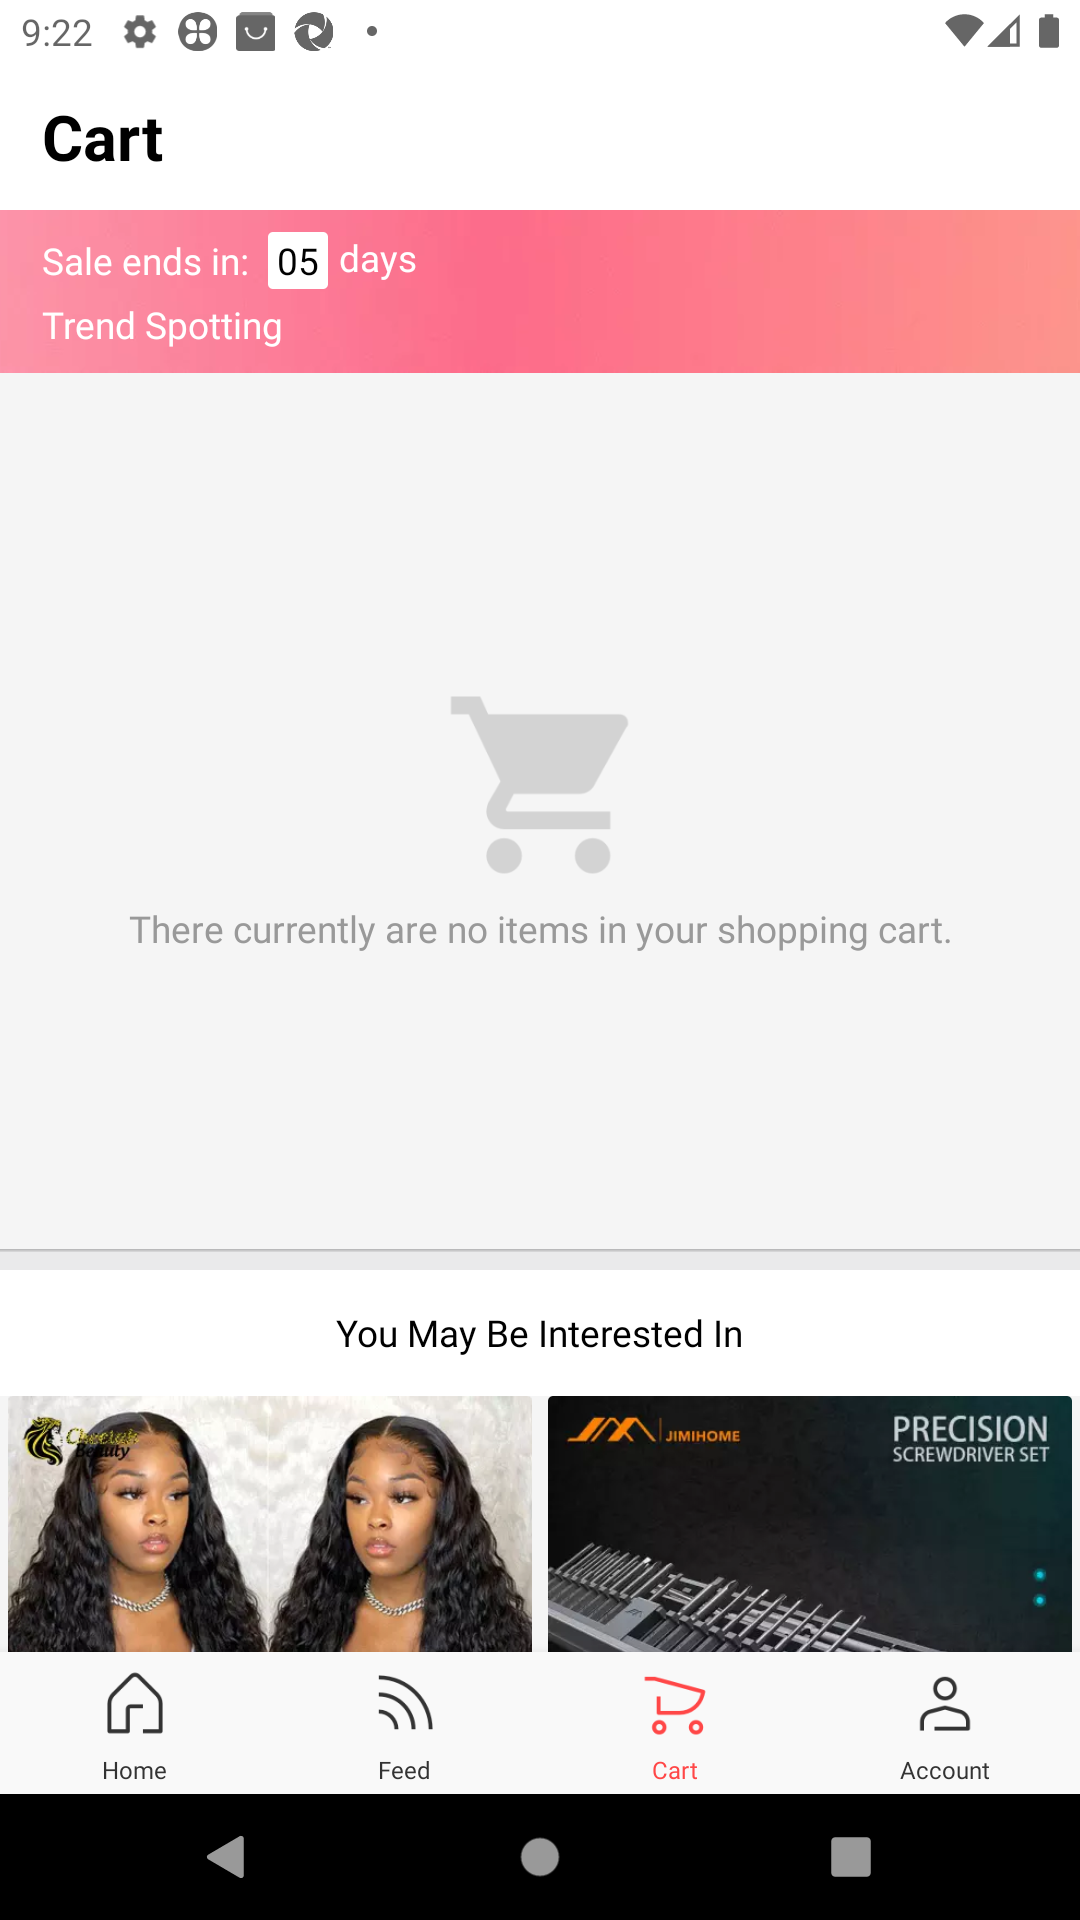 9:22
Cart
Sale ends in: 05 days
Trend Spotting
There currently are no items in your shopping cart.
You May Be Interested In
Cheetah Beauty
JIMIHOME
PRECISION
SCREWDRIVER SET
Home
Feed
Cart
Account